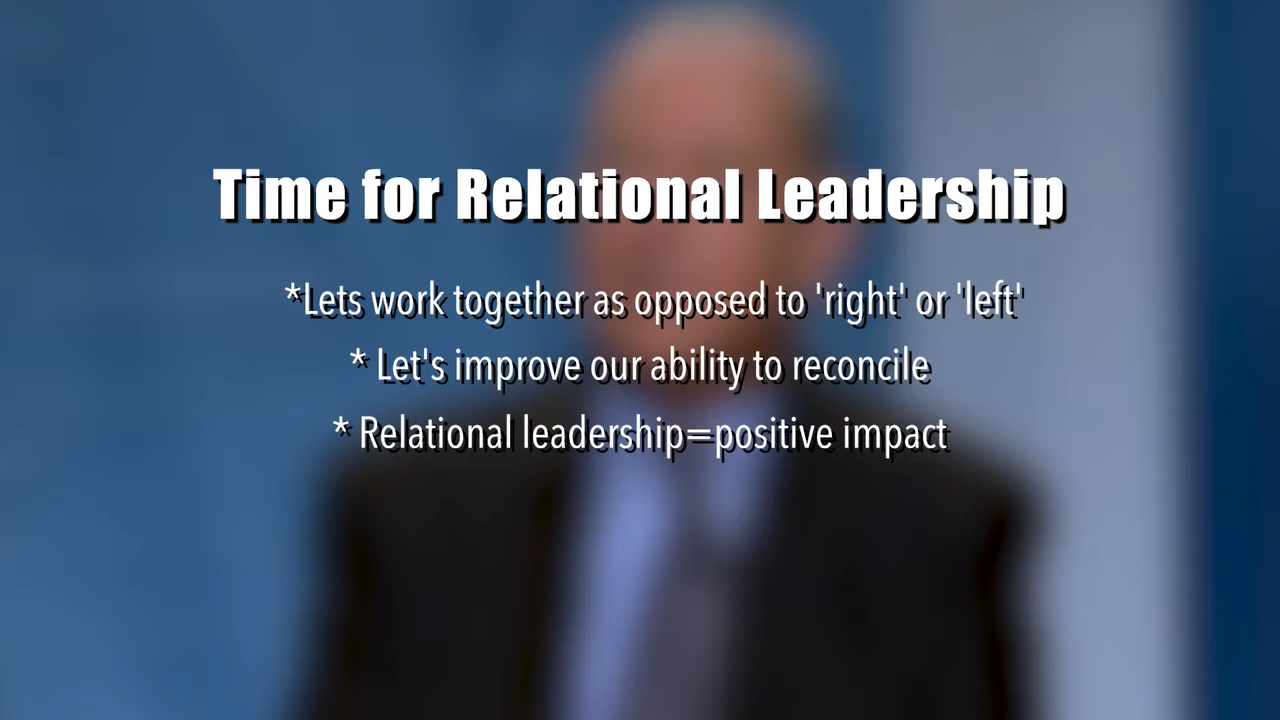 Time for Relational Leadership
*Lets work together as opposed to 'right' or 'left'
* Let's improve our ability to reconcile
* Relational leadership=positive impact